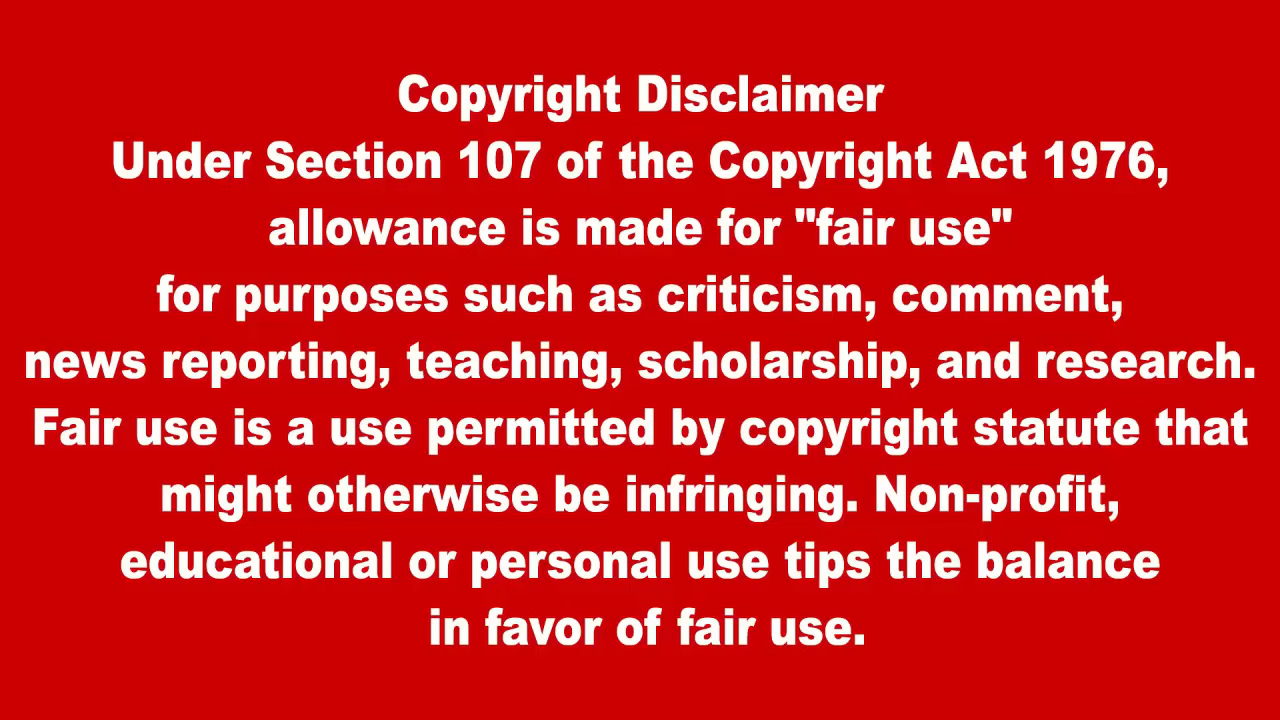 Copyright Disclaimer
Under Section 107 of the Copyright Act 1976,
allowance is made for "fair use"
for purposes such as criticism, comment,
news reporting, teaching, scholarship, and research.
Fair use is a use permitted by copyright statute that
might otherwise be infringing. Non-profit,
educational or personal use tips the balance
in favor of fair use.